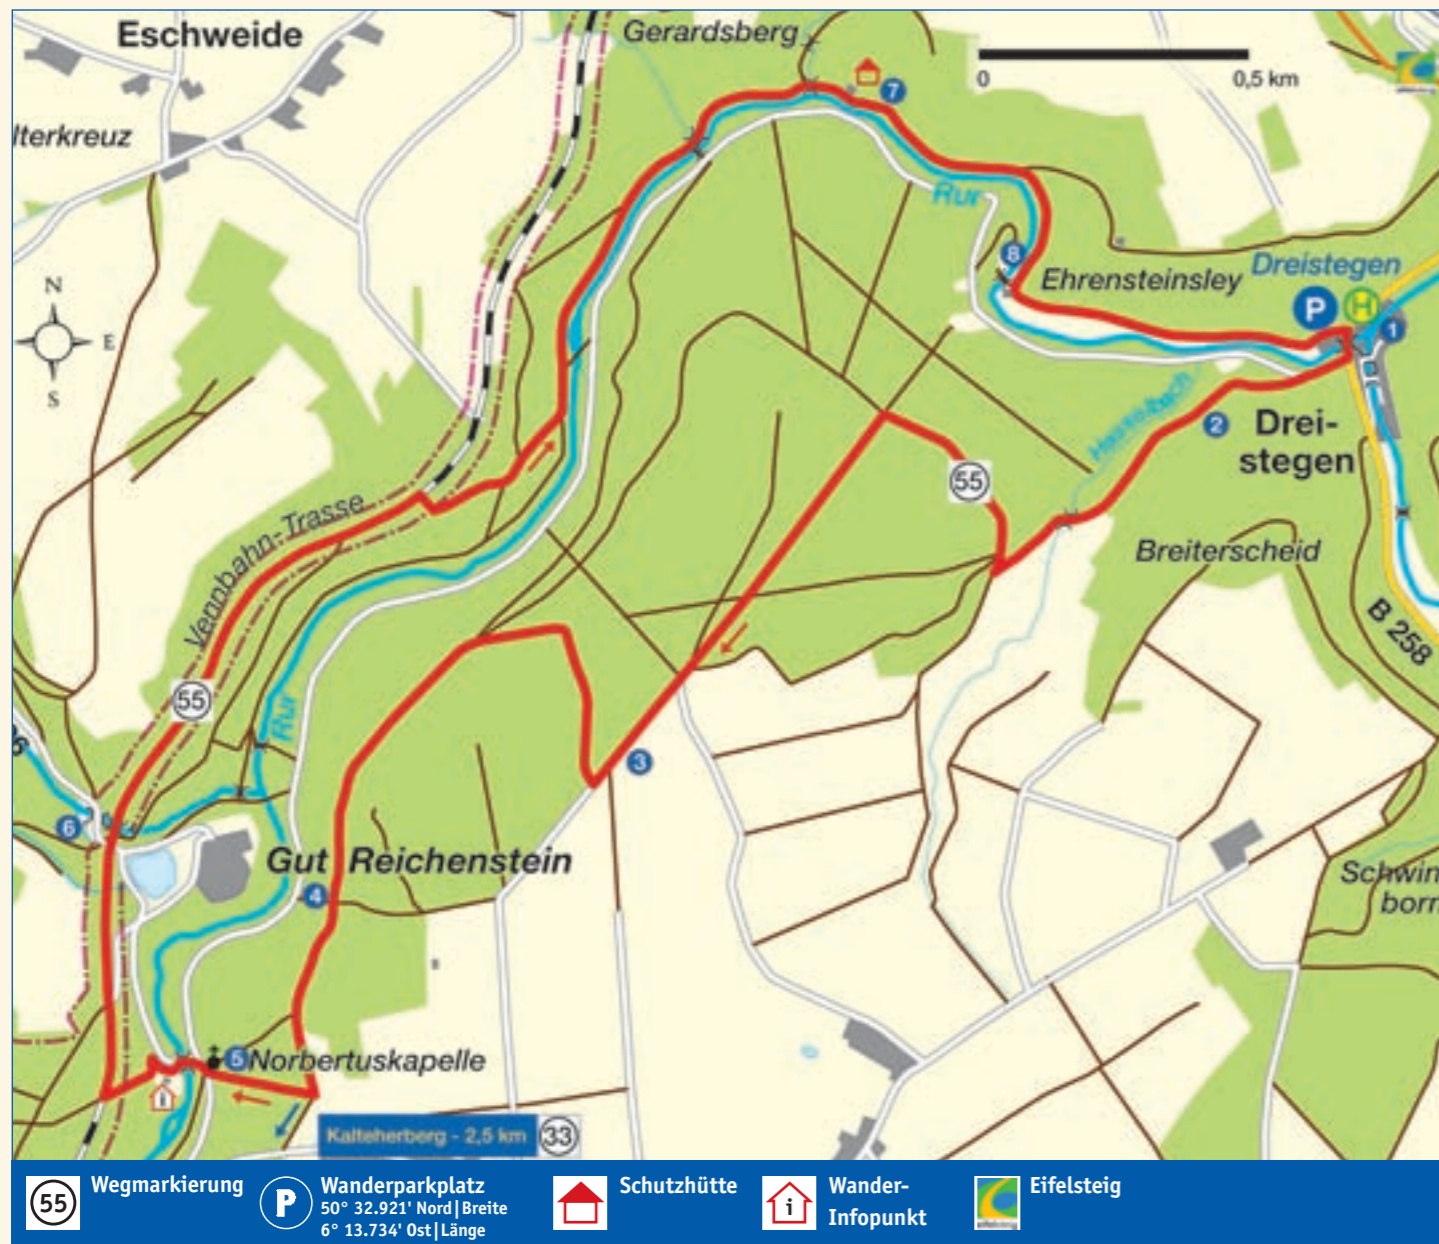 Eschweide
Gerardsberg
0
0,5 km
lterkreuz
7
Rur
8
Ehrensteinsley
Dreistegen
P
H
1
N
E
S
Hasselbach
2
Drei-
stegen
55
Vennbahn-Trasse
Breiterscheid
B 258
55
Rur
3
6
Gut Reichenstein
4
Schwin
born
5
Norbertuskapelle
i
Kalteherberg - 2,5 km
33
55
Wegmarkierung
P
Wanderparkplatz
50° 32.921' Nord|Breite
6° 13.734' Ost|Länge
Schutzhütte
i
Wander-
Infopunkt
eifelsteig
Eifelsteig